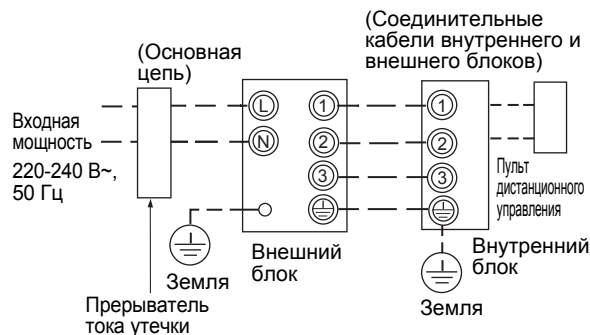 (Основная
цепь)
(Соединительные
кабели внутреннего и
внешнего блоков)
Входная
мощность
220-240 В~,
50 Гц
L
N
1
2
3
1
2
3
Земля
Прерыватель
тока утечки
Внешний
блок
Пульт
дистанционного
управления
Внутренний
блок
Земля